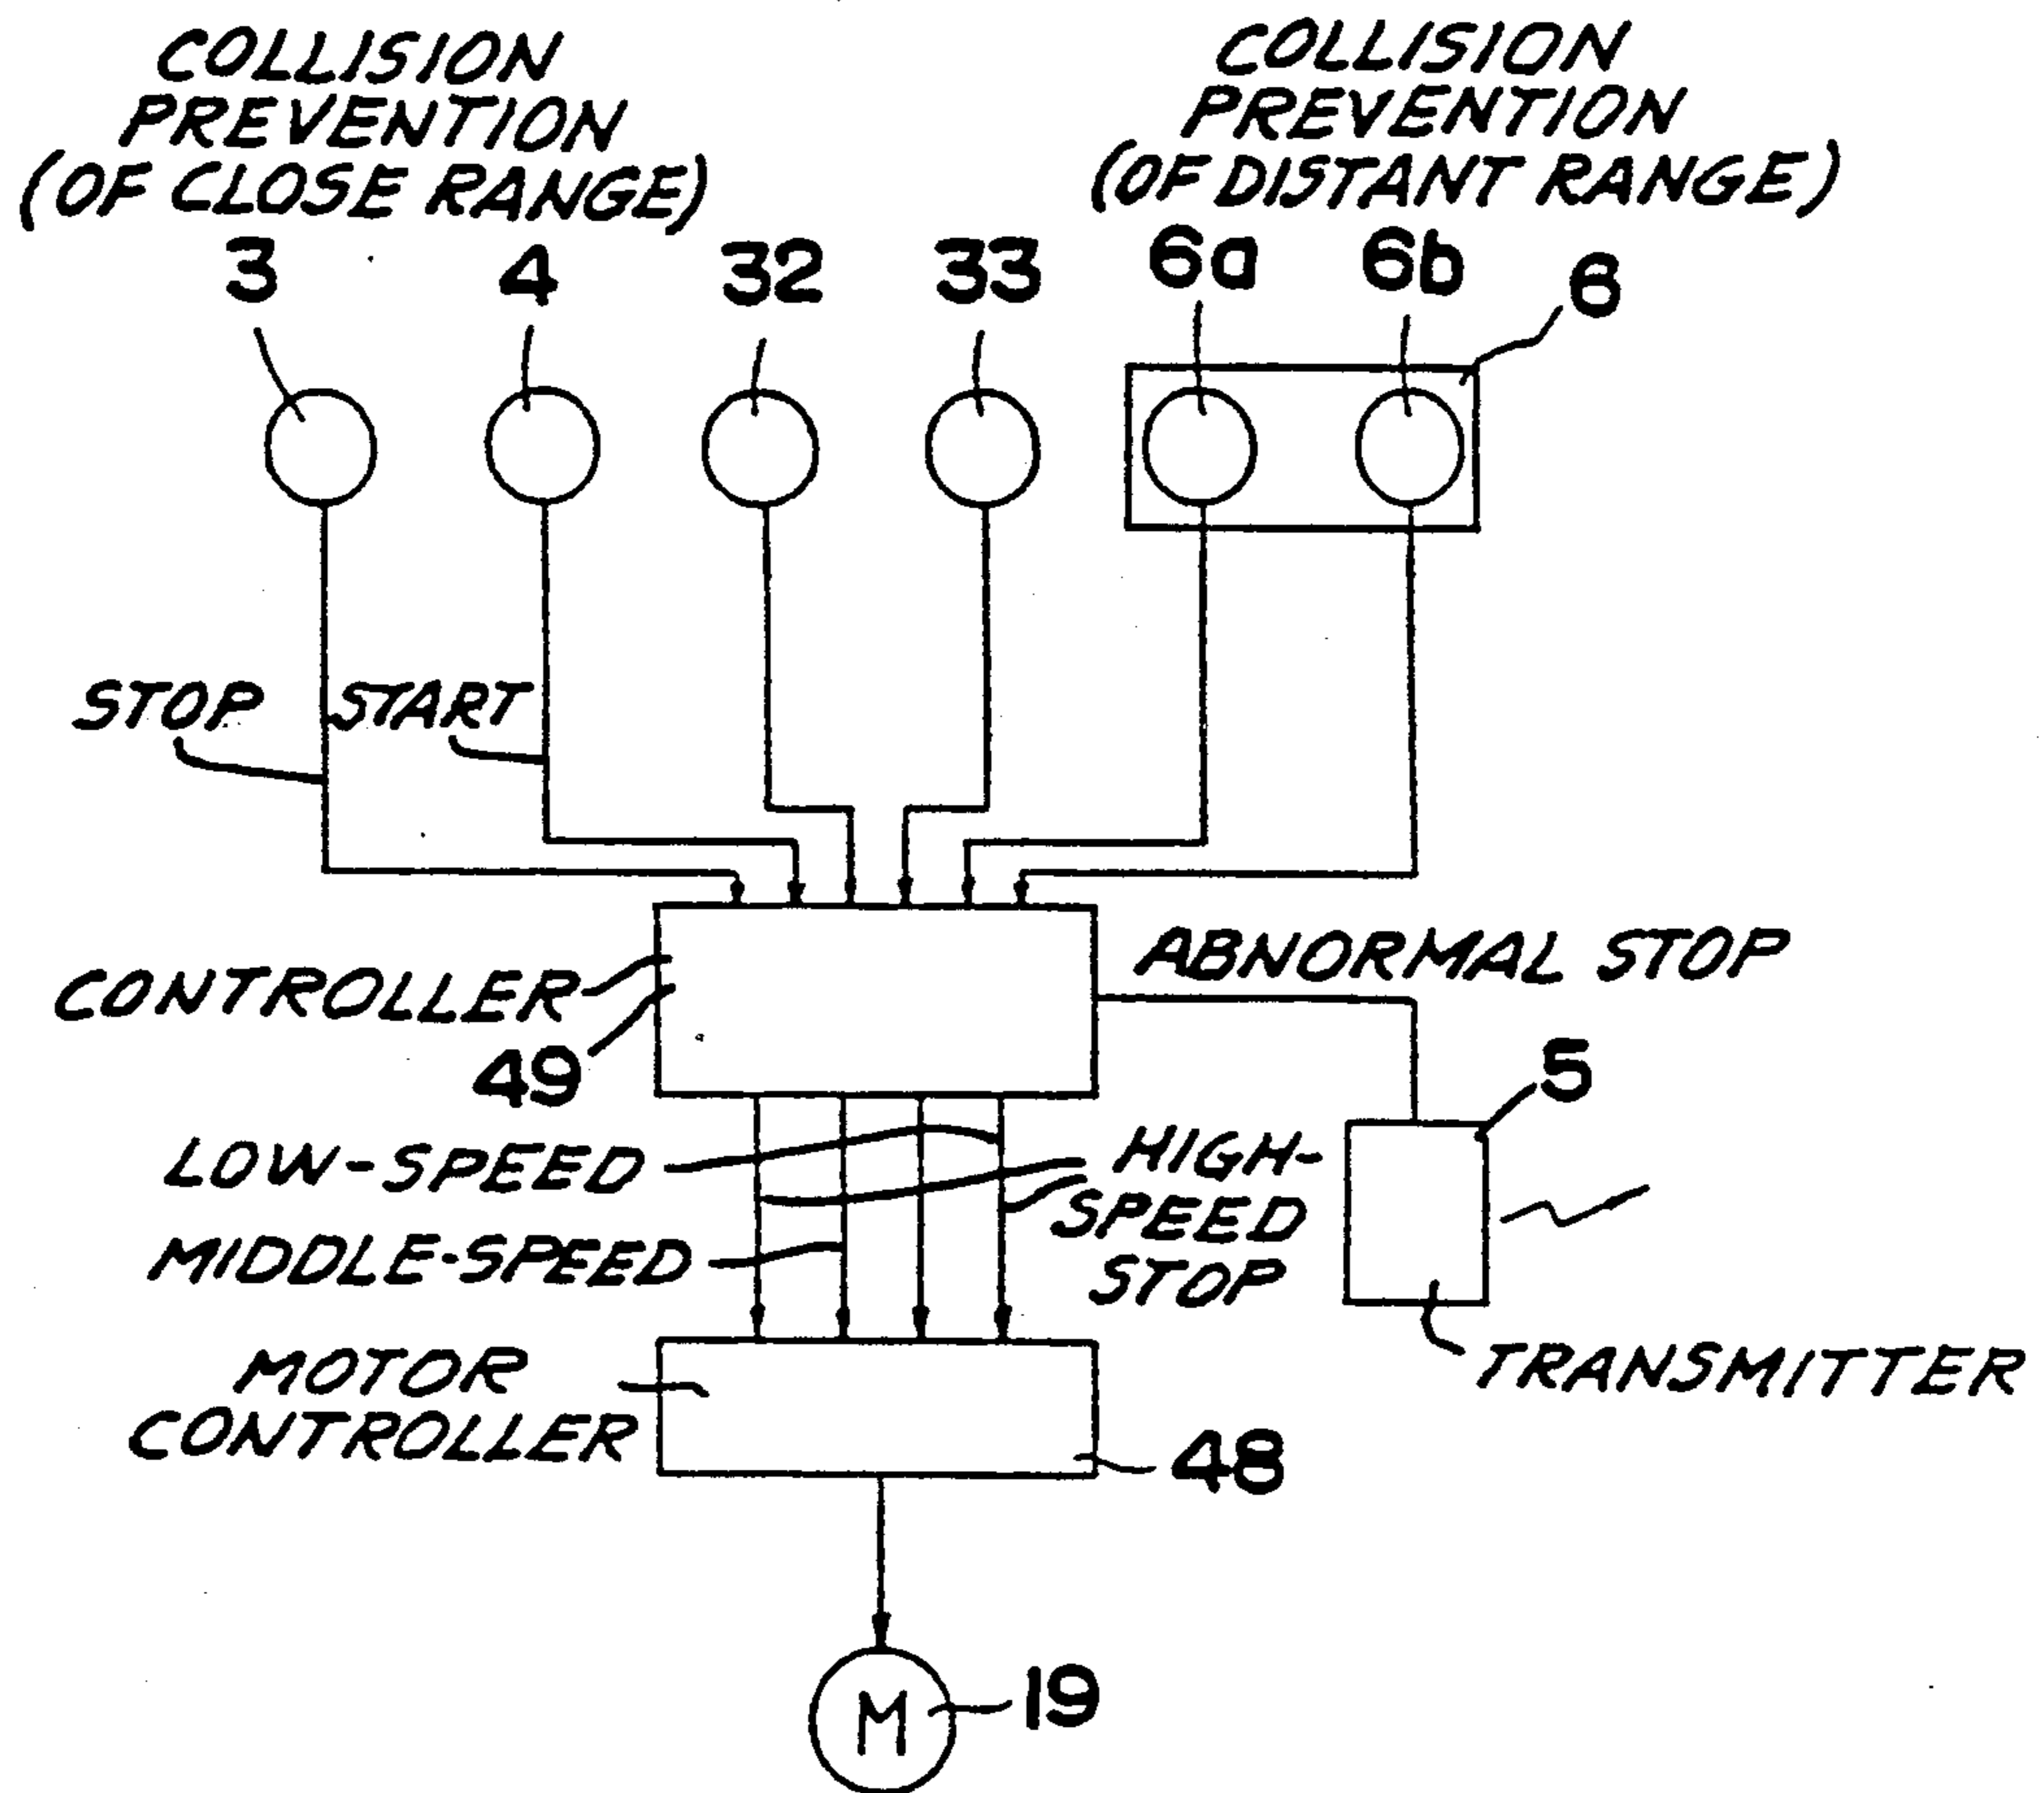 COLLISION
PREVENTION
(OF CLOSE RANGE)
COLLISION
PREVENTION
(OF DISTANT RANGE)
3
4
32
33
6a
6b
6
STOP
START
CONTROLLER
49
ABNORMAL STOP
5
LOW-SPEED
HIGH-
SPEED
STOP
MIDDLE-SPEED
TRANSMITTER
MOTOR
CONTROLLER
48
M
19